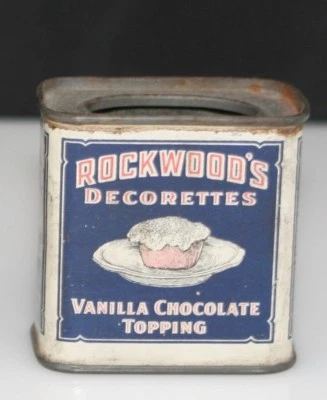 ROCKWOOD'S
DECORETTES
VANILLA CHOCOLATE
TOPPING